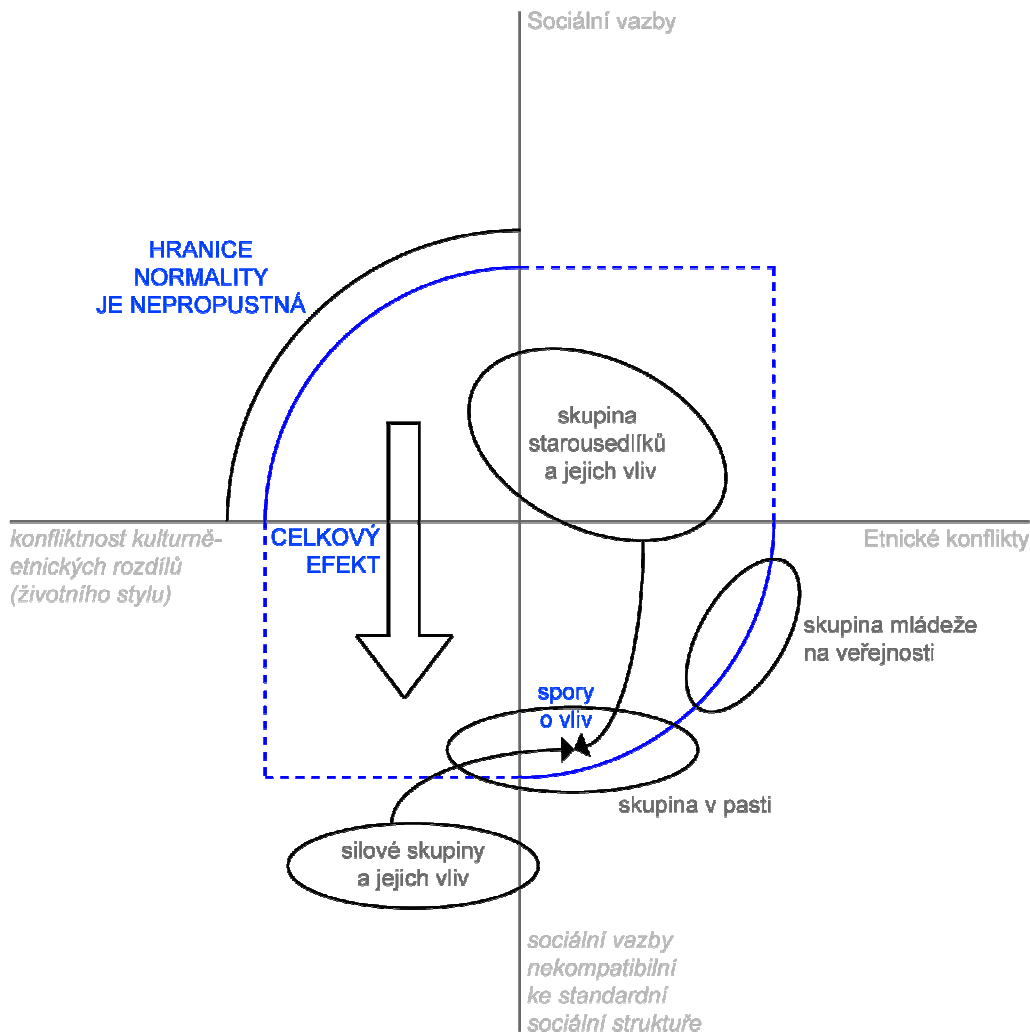 Sociální vazby
HRANICE
NORMALITY
JE NEPROPUSTNÁ
skupina
starousedlíků
a jejich vliv
konfliktnost kulturně-
etnických rozdílů
(životního stylu)
CELKOVÝ
EFEKT
Etnické konflikty
skupina mládeže
na veřejnosti
spory
o vliv
skupina v pasti
silové skupiny
a jejich vliv
sociální vazby
nekompatibilní
ke standardní
sociální struktuře